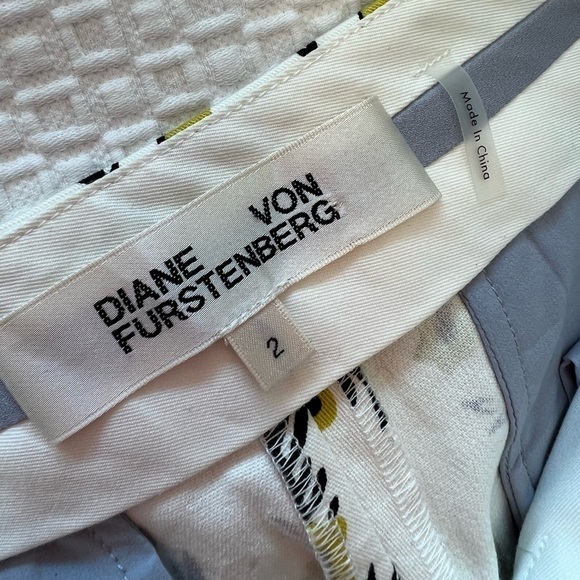 DIANE VON
FURSTENBERG
2
Made In China